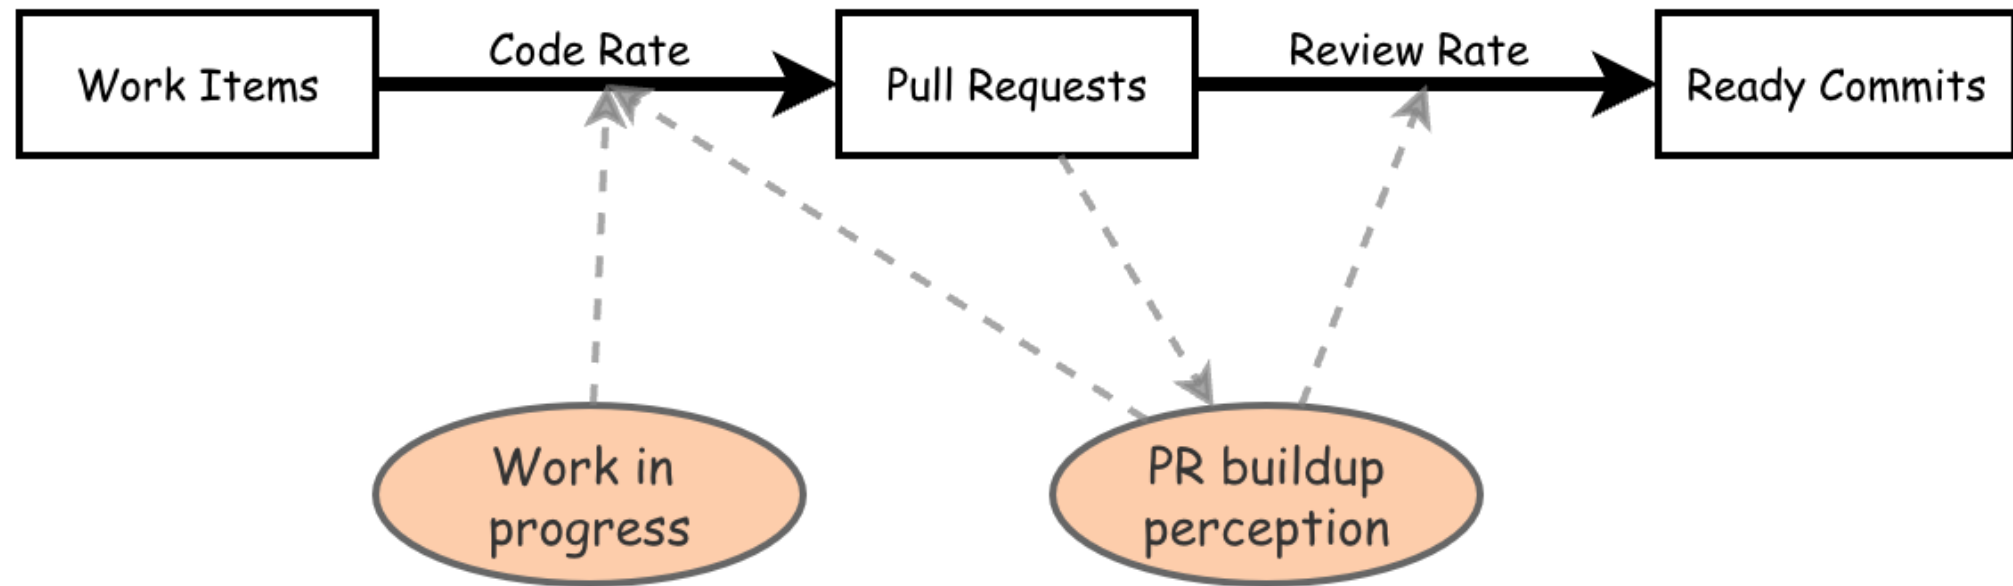 Work Items
Code Rate
Pull Requests
Review Rate
Ready Commits
Work in
progress
PR buildup
perception